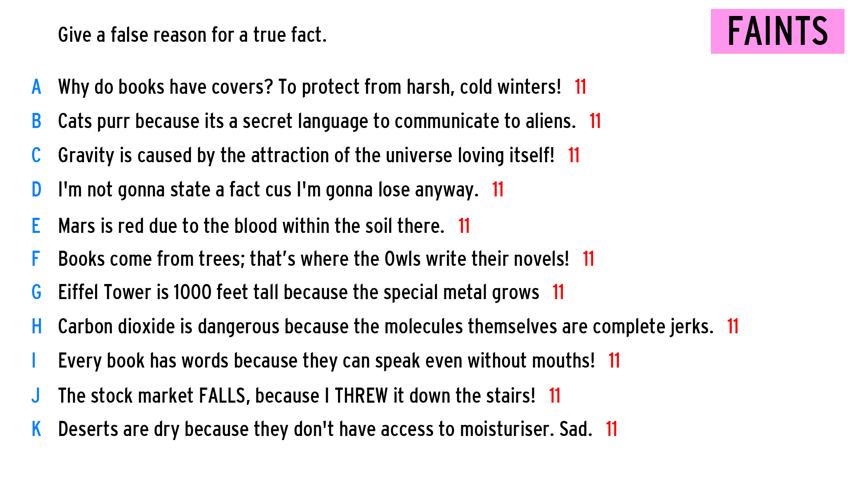 Give a false reason for a true fact.
FAINTS
A Why do books have covers? To protect from harsh, cold winters! 11
B Cats purr because its a secret language to communicate to aliens. 11
C Gravity is caused by the attraction of the universe loving itself! 11
D I'm not gonna state a fact cus I'm gonna lose anyway. 11
E Mars is red due to the blood within the soil there. 11
F Books come from trees; that’s where the Owls write their novels! 11
G Eiffel Tower is 1000 feet tall because the special metal grows 11
H Carbon dioxide is dangerous because the molecules themselves are complete jerks. 11
I Every book has words because they can speak even without mouths! 11
J The stock market FALLS, because I THREW it down the stairs! 11
K Deserts are dry because they don't have access to moisturiser. Sad. 11